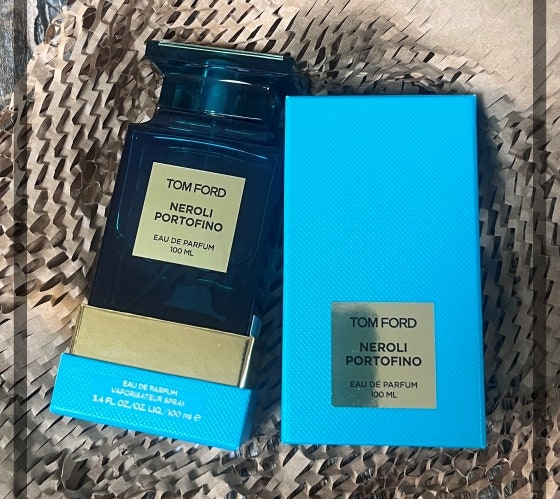 TOM FORD
NEROLI
PORTOFINO
EAU DE PARFUM
100 ML
EAU DE PARFUM
VAPORISATEUR SPRAY
3.4 FL. OZ/OZ. LIQ. / 100 ml ℮
TOM FORD
NEROLI
PORTOFINO
EAU DE PARFUM
100 ML